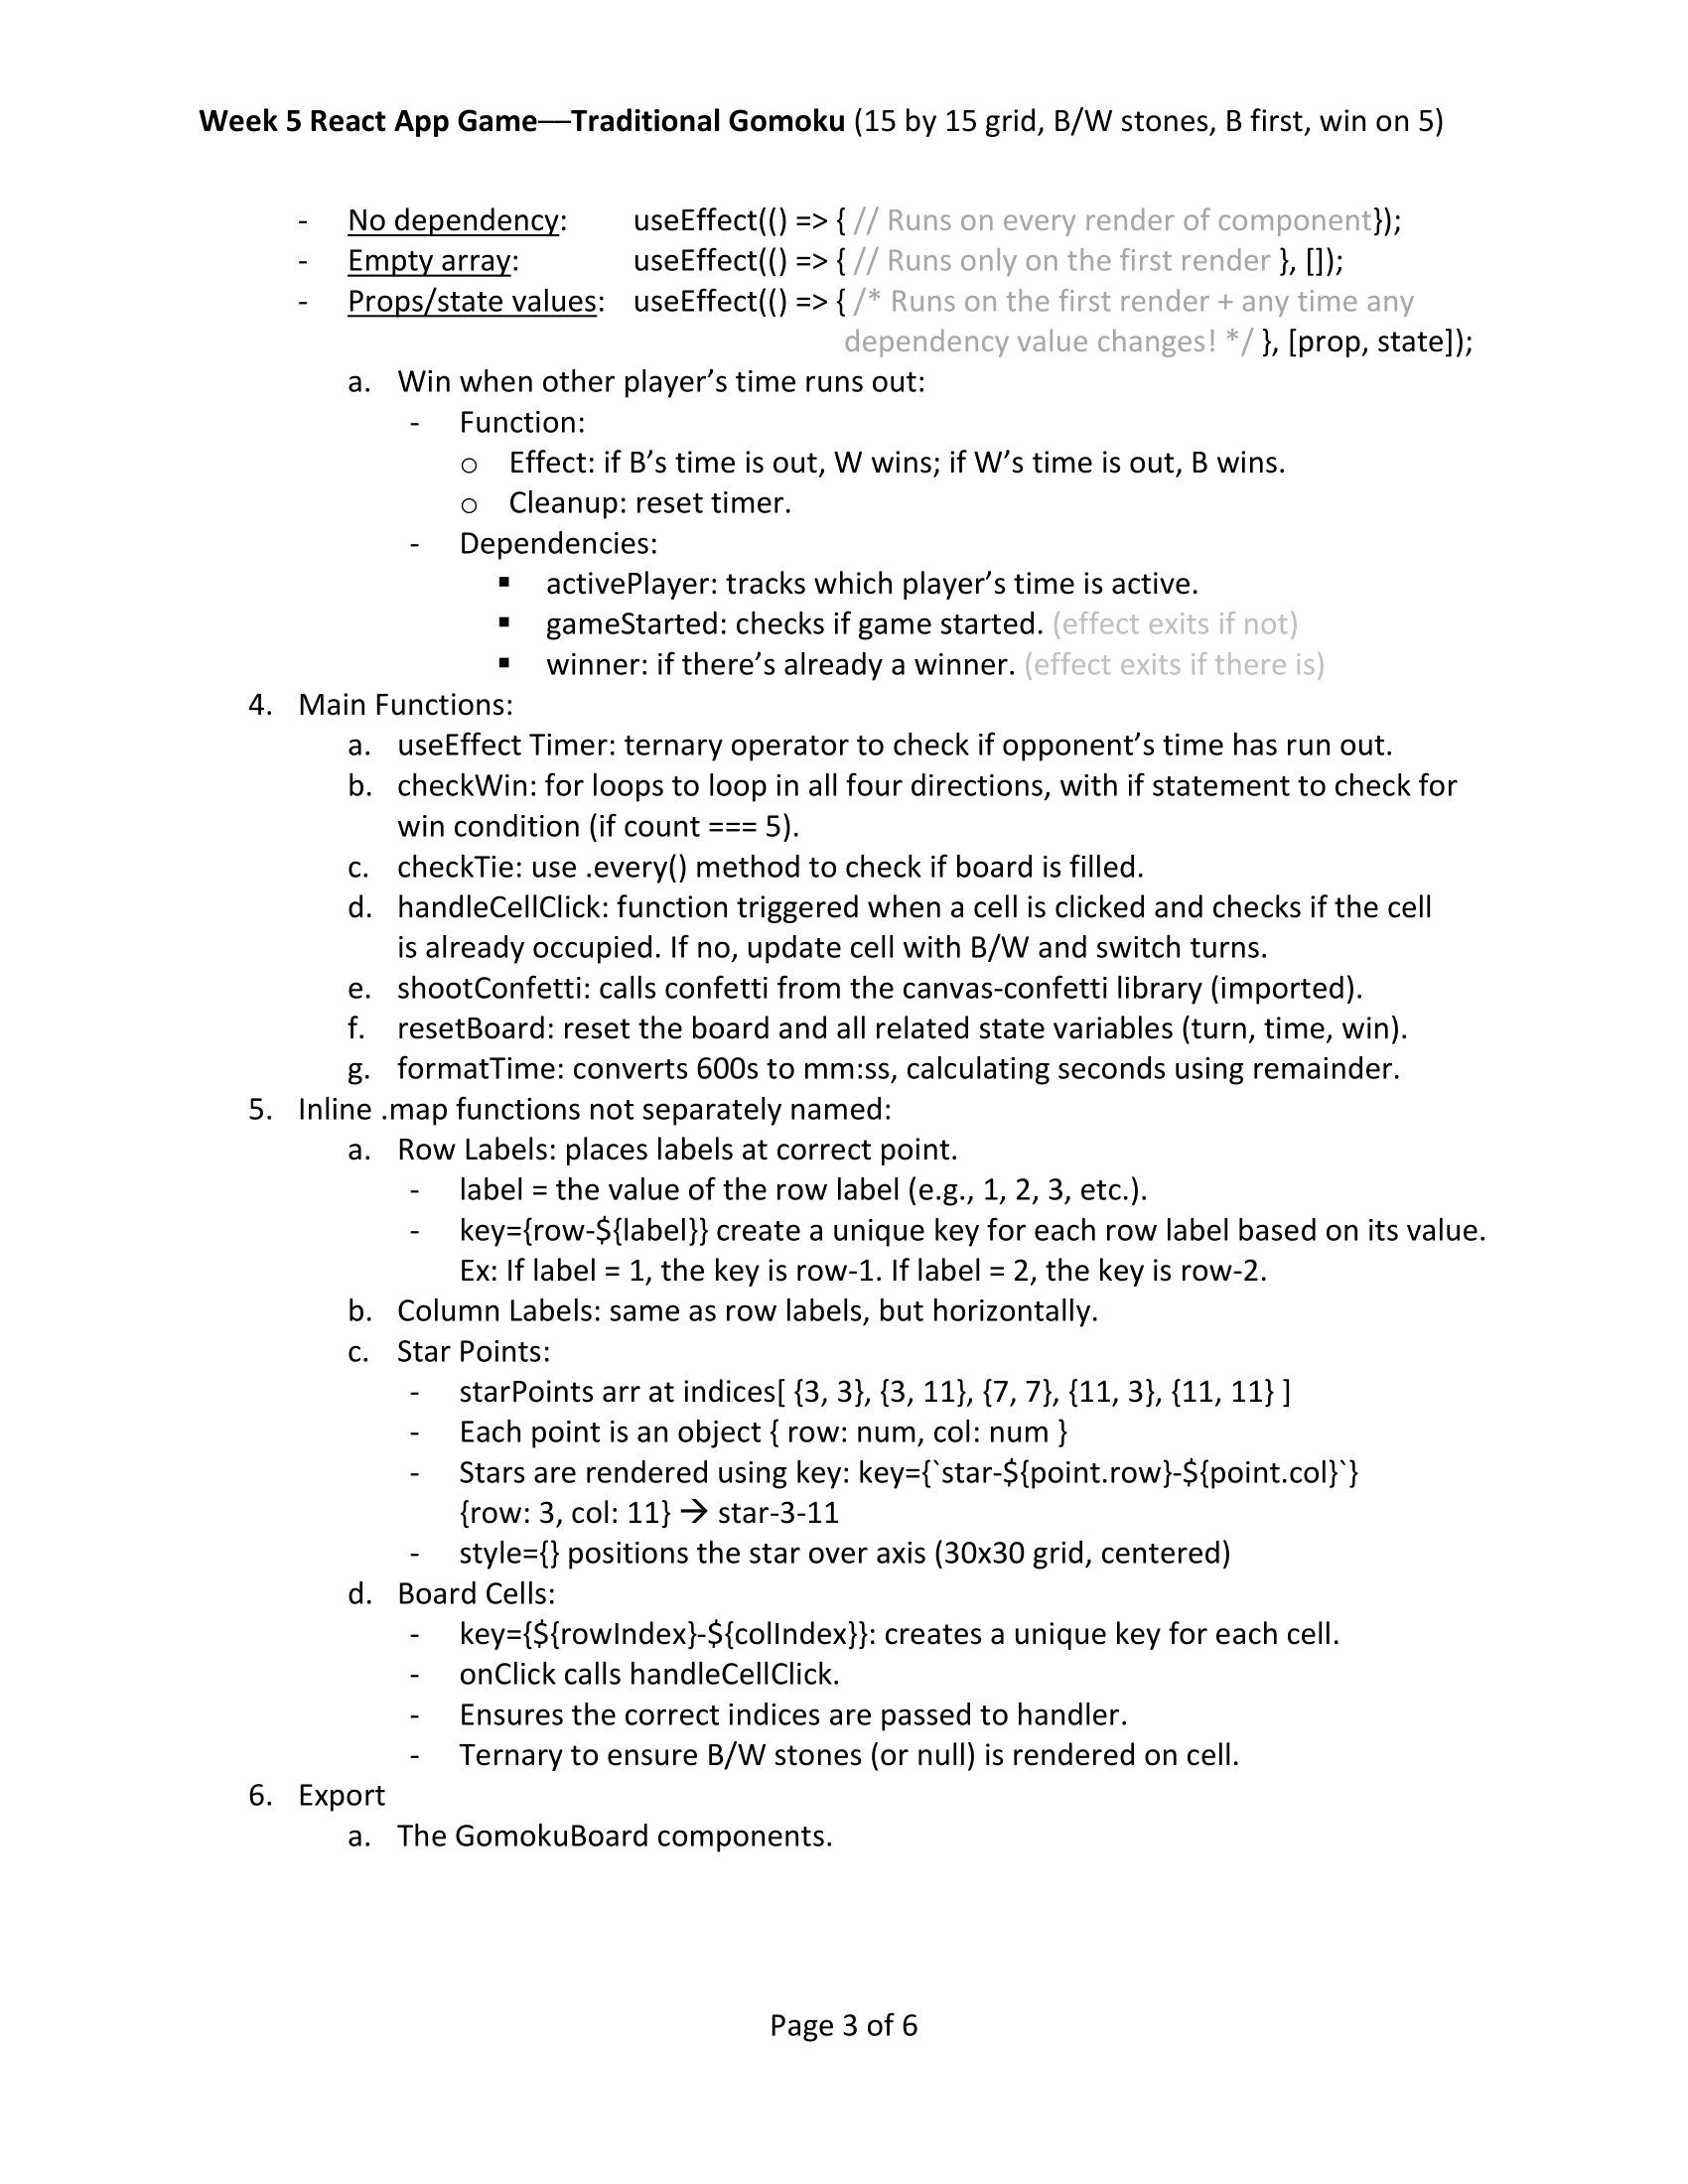 Week 5 React App Game—Traditional Gomoku (15 by 15 grid, B/W stones, B first, win on 5)
- No dependency: useEffect(() => { // Runs on every render of component});
- Empty array: useEffect(() => { // Runs only on the first render }, []);
- Props/state values: useEffect(() => { /* Runs on the first render + any time any
dependency value changes! */ }, [prop, state]);
a. Win when other player’s time runs out:
- Function:
o Effect: if B’s time is out, W wins; if W’s time is out, B wins.
o Cleanup: reset timer.
- Dependencies:
▪ activePlayer: tracks which player’s time is active.
▪ gameStarted: checks if game started. (effect exits if not)
▪ winner: if there’s already a winner. (effect exits if there is)
4. Main Functions:
a. useEffect Timer: ternary operator to check if opponent’s time has run out.
b. checkWin: for loops to loop in all four directions, with if statement to check for
win condition (if count === 5).
c. checkTie: use .every() method to check if board is filled.
d. handleCellClick: function triggered when a cell is clicked and checks if the cell
is already occupied. If no, update cell with B/W and switch turns.
e. shootConfetti: calls confetti from the canvas-confetti library (imported).
f. resetBoard: reset the board and all related state variables (turn, time, win).
g. formatTime: converts 600s to mm:ss, calculating seconds using remainder.
5. Inline .map functions not separately named:
a. Row Labels: places labels at correct point.
- label = the value of the row label (e.g., 1, 2, 3, etc.).
- key={row-${label}} create a unique key for each row label based on its value.
Ex: If label = 1, the key is row-1. If label = 2, the key is row-2.
b. Column Labels: same as row labels, but horizontally.
c. Star Points:
- starPoints arr at indices[ {3, 3}, {3, 11}, {7, 7}, {11, 3}, {11, 11} ]
- Each point is an object { row: num, col: num }
- Stars are rendered using key: key={`star-${point.row}-${point.col}`}
{row: 3, col: 11} → star-3-11
- style={} positions the star over axis (30x30 grid, centered)
d. Board Cells:
- key={${rowIndex}-${colIndex}}: creates a unique key for each cell.
- onClick calls handleCellClick.
- Ensures the correct indices are passed to handler.
- Ternary to ensure B/W stones (or null) is rendered on cell.
6. Export
a. The GomokuBoard components.
Page 3 of 6